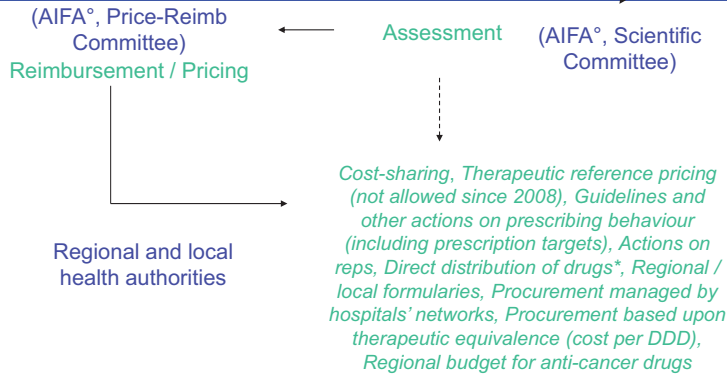 (AIFA°, Price-Reimb
Committee)
Reimbursement / Pricing
Assessment
(AIFA°, Scientific
Committee)
Cost-sharing, Therapeutic reference pricing
(not allowed since 2008), Guidelines and
other actions on prescribing behaviour
(including prescription targets), Actions on
reps, Direct distribution of drugs*, Regional /
local formularies, Procurement managed by
hospitals’ networks, Procurement based upon
therapeutic equivalence (cost per DDD),
Regional budget for anti-cancer drugs
Regional and local
health authorities